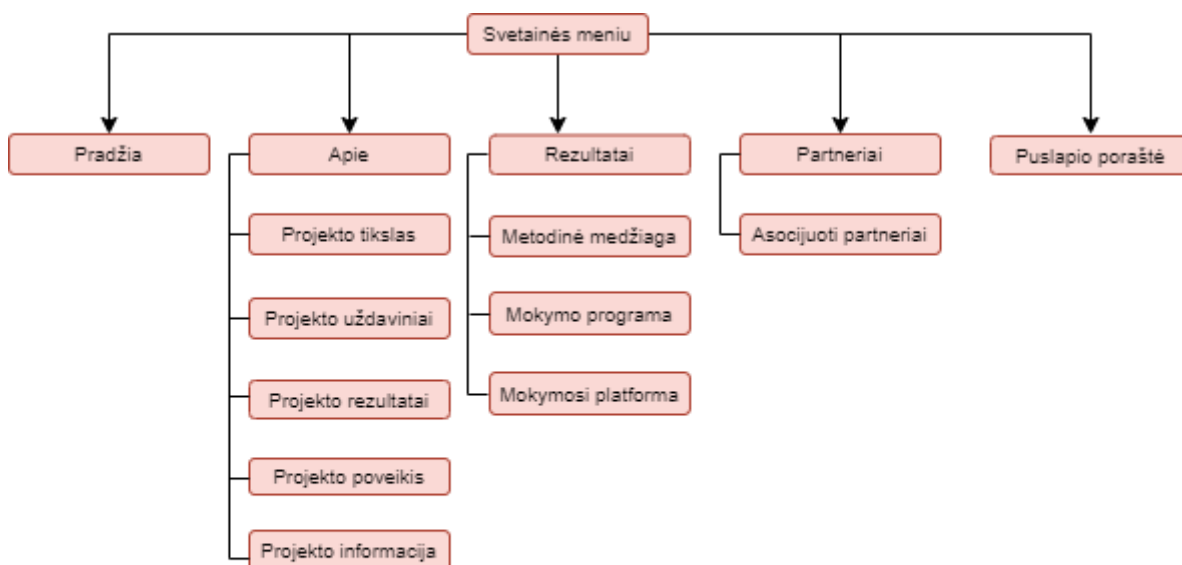 Svetainės meniu
Pradžia
Apie
Rezultatai
Partneriai
Puslapio poraštė
Projekto tikslas
Projekto uždaviniai
Projekto rezultatai
Projekto poveikis
Projekto informacija
Metodinė medžiaga
Mokymo programa
Mokymosi platforma
Asocijuoti partneriai